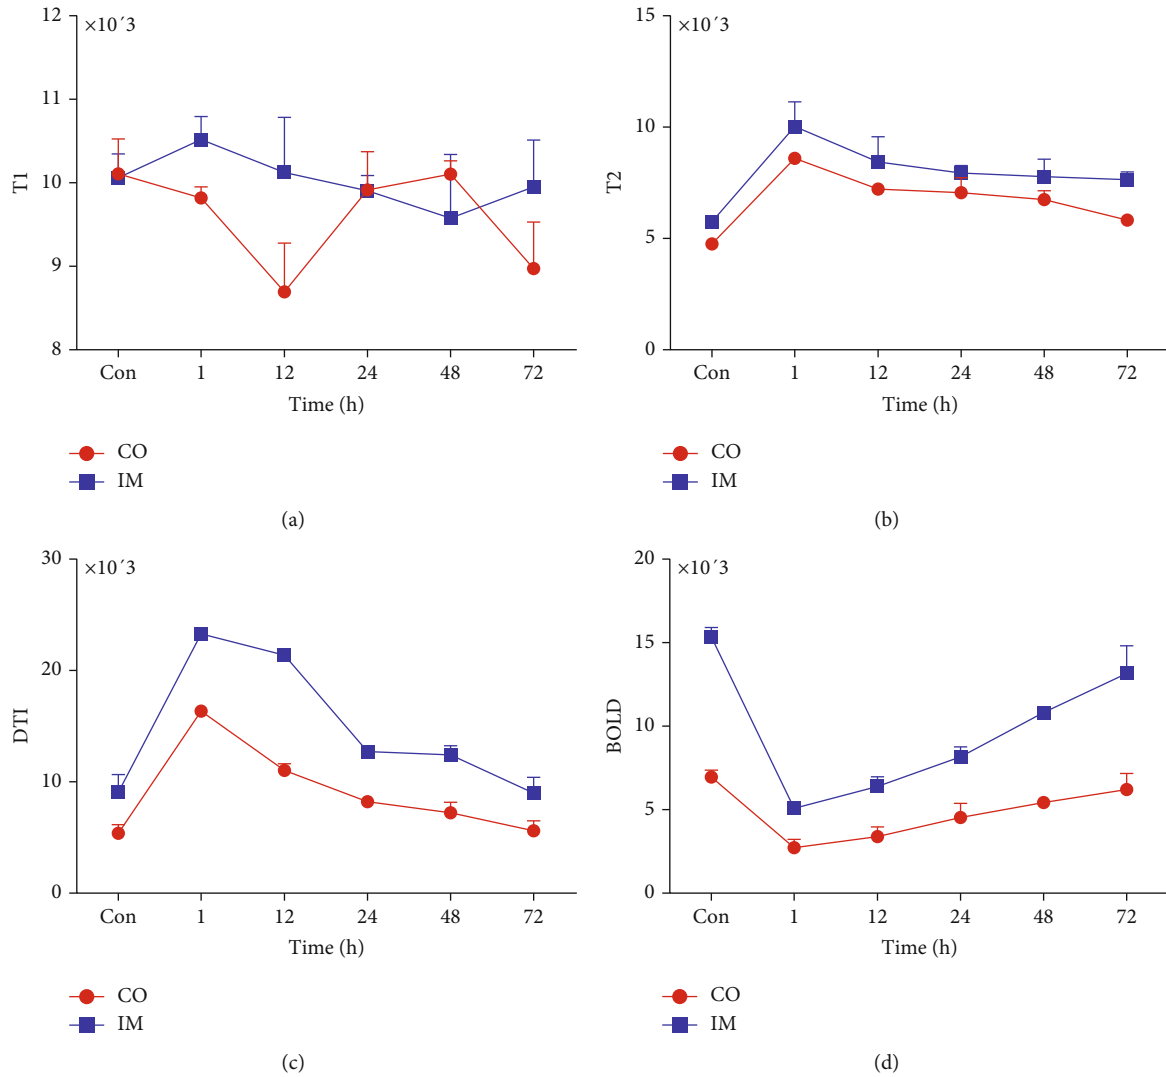 12
×10´3
11
10
T1
9
8
Con 1 12 24 48 72
Time (h)
CO
IM
(a)
15
×10´3
10
T2
5
0
Con 1 12 24 48 72
Time (h)
CO
IM
(b)
30
×10´3
20
DTI
10
0
Con 1 12 24 48 72
Time (h)
CO
IM
(c)
20
×10´3
15
10
BOLD
5
0
Con 1 12 24 48 72
Time (h)
CO
IM
(d)